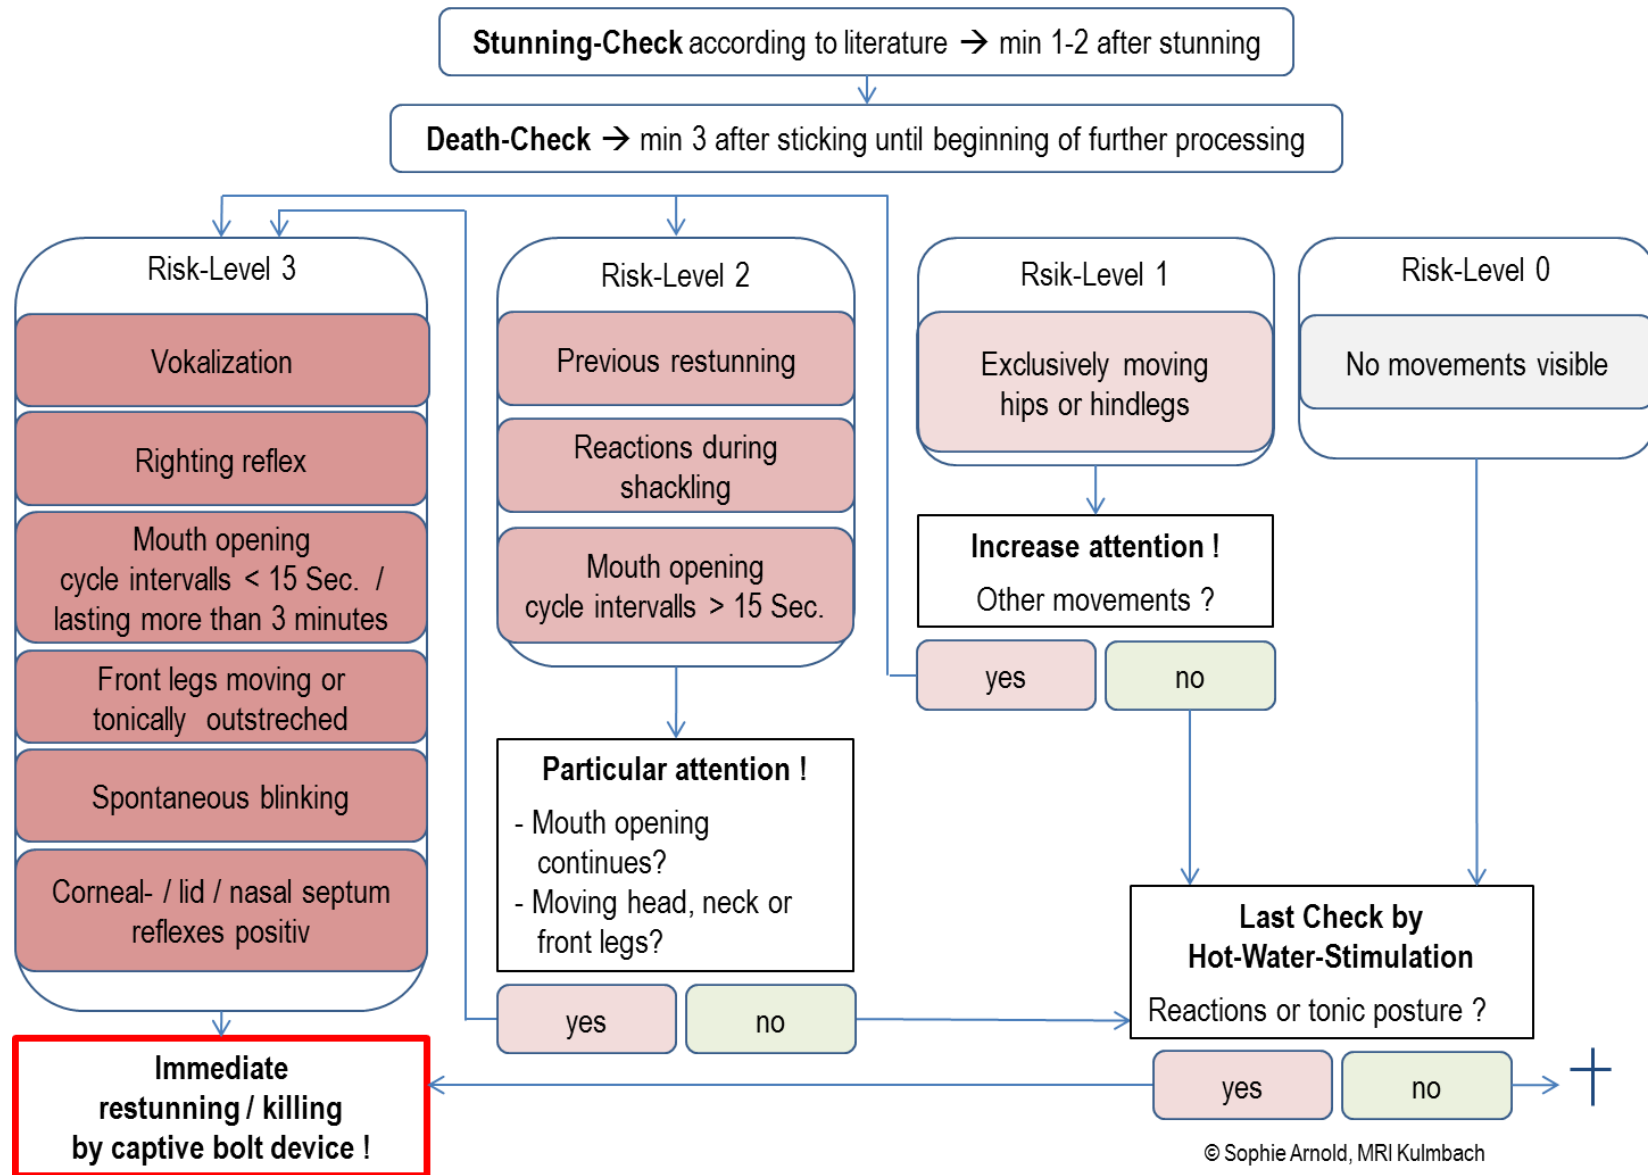 Stunning-Check according to literature → min 1-2 after stunning
Death-Check → min 3 after sticking until beginning of further processing
Risk-Level 3
Vokalization
Righting reflex
Mouth opening
cycle intervalls < 15 Sec. /
lasting more than 3 minutes
Front legs moving or
tonically outstreched
Spontaneous blinking
Corneal- / lid / nasal septum
reflexes positiv
Immediate
restunning / killing
by captive bolt device !
Risk-Level 2
Previous restunning
Reactions during
shackling
Mouth opening
cycle intervalls > 15 Sec.
Particular attention !
- Mouth opening
continues?
- Moving head, neck or
front legs?
yes
no
Rsik-Level 1
Exclusively moving
hips or hindlegs
Increase attention !
Other movements ?
yes
no
Risk-Level 0
No movements visible
Last Check by
Hot-Water-Stimulation
Reactions or tonic posture ?
yes
no
© Sophie Arnold, MRI Kulmbach